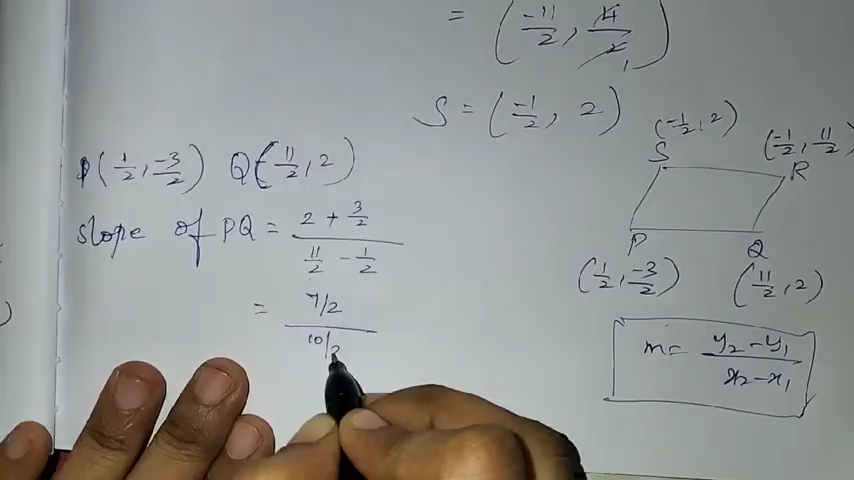 = (-11/2, 4/2 1)
S = (-1/2, 2)
P(1/2, -3/2) Q(11/2, 2)
slope of PQ = (2 + 3/2)/(11/2 - 1/2)
= (7/2)/(10/2)
(-1/2, 2) (-1/2, 11/2)
S R
P Q
(1/2, -3/2) (11/2, 2)
m = (y₂ - y₁)/(x₂ - x₁)
)